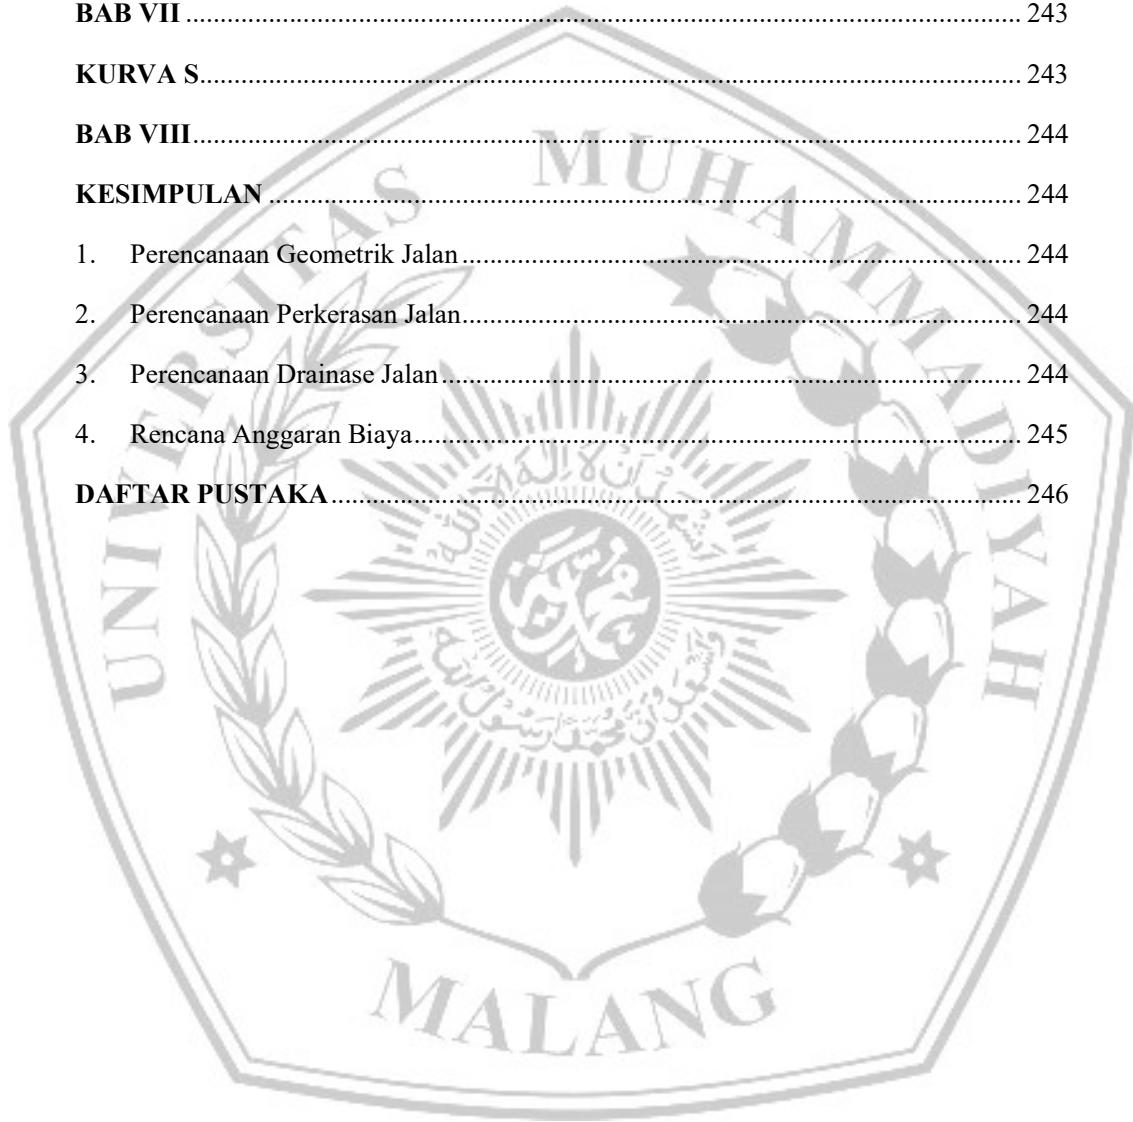 BAB VII ........ 243
KURVA S ........ 243
BAB VIII ........ 244
KESIMPULAN ........ 244
1. Perencanaan Geometrik Jalan ........ 244
2. Perencanaan Perkerasan Jalan ........ 244
3. Perencanaan Drainase Jalan ........ 244
4. Rencana Anggaran Biaya ........ 245
DAFTAR PUSTAKA ........ 246
UNIVERSITAS MUHAMMADIYAH
MALANG